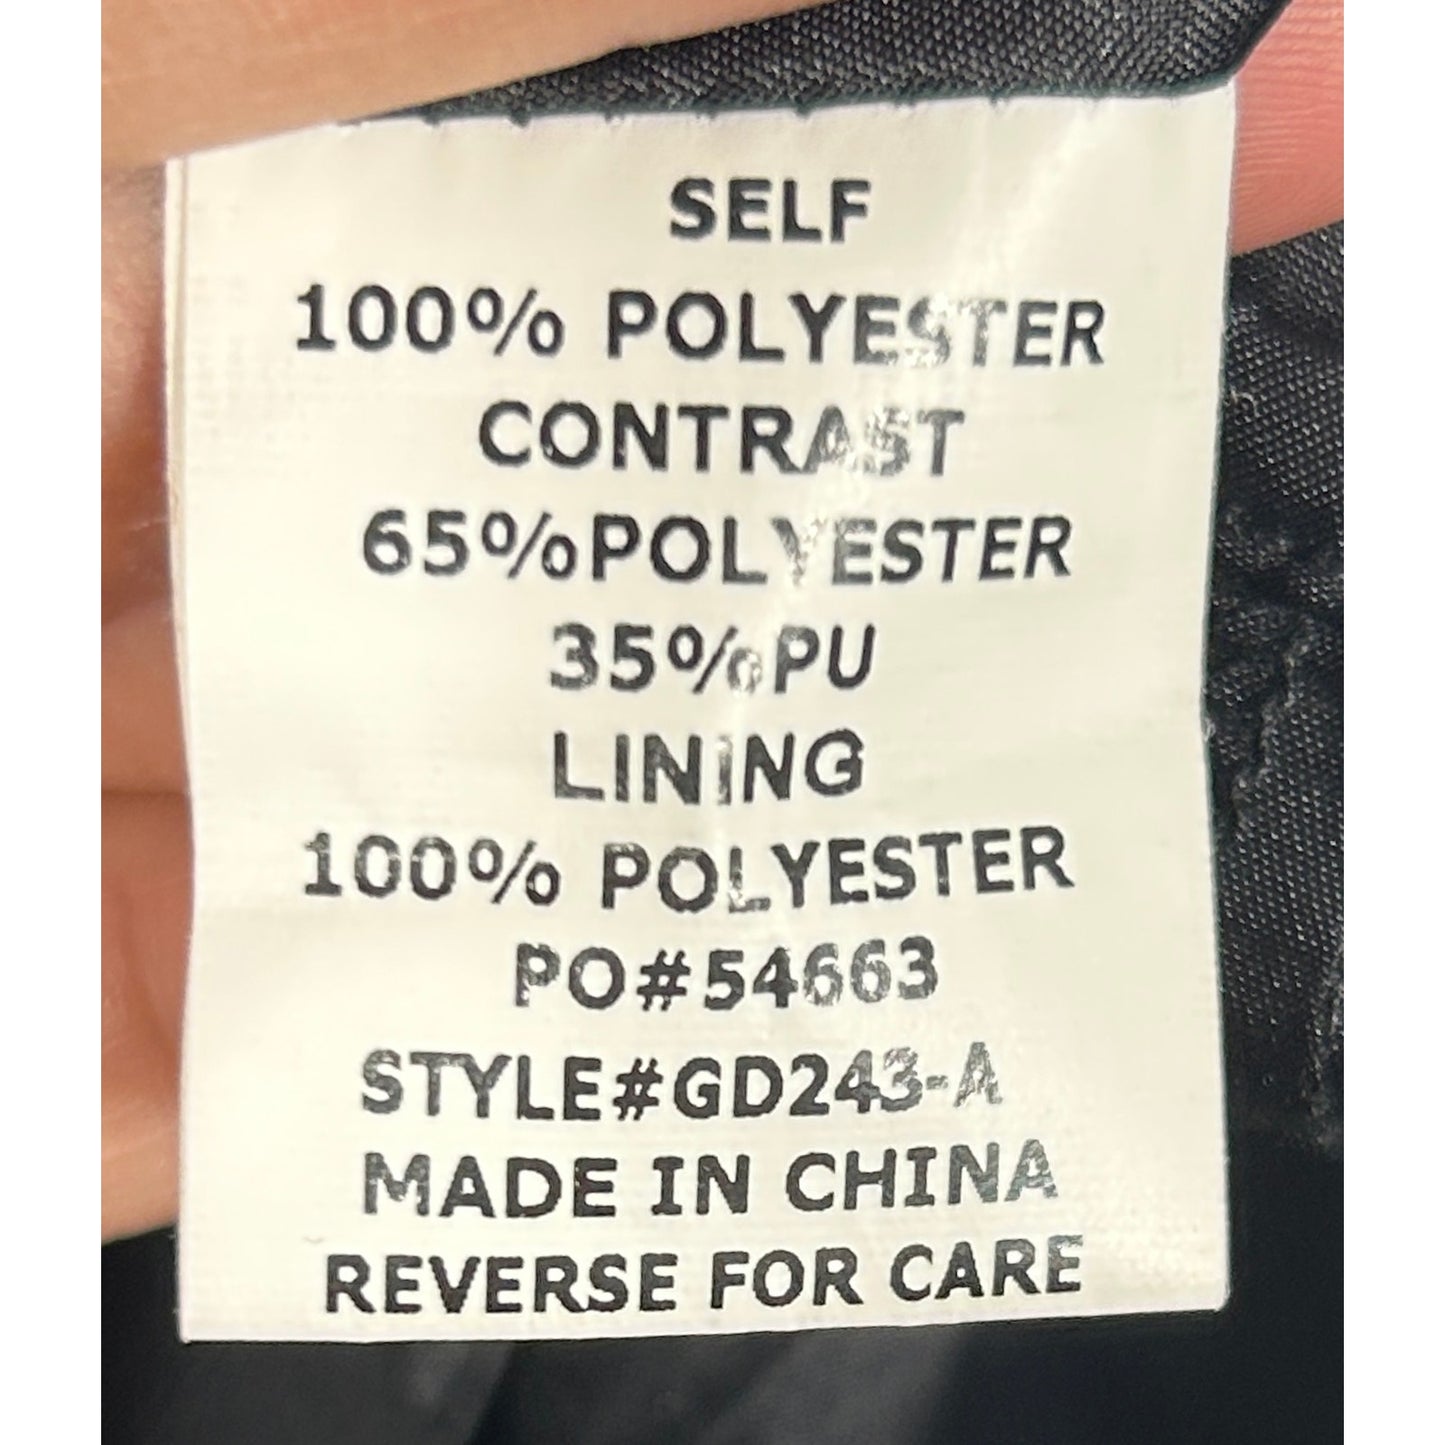 SELF
100% POLYESTER
CONTRAST
65%POLYESTER
35%PU
LINING
100% POLYESTER
PO#54663
STYLE#GD243-A
MADE IN CHINA
REVERSE FOR CARE